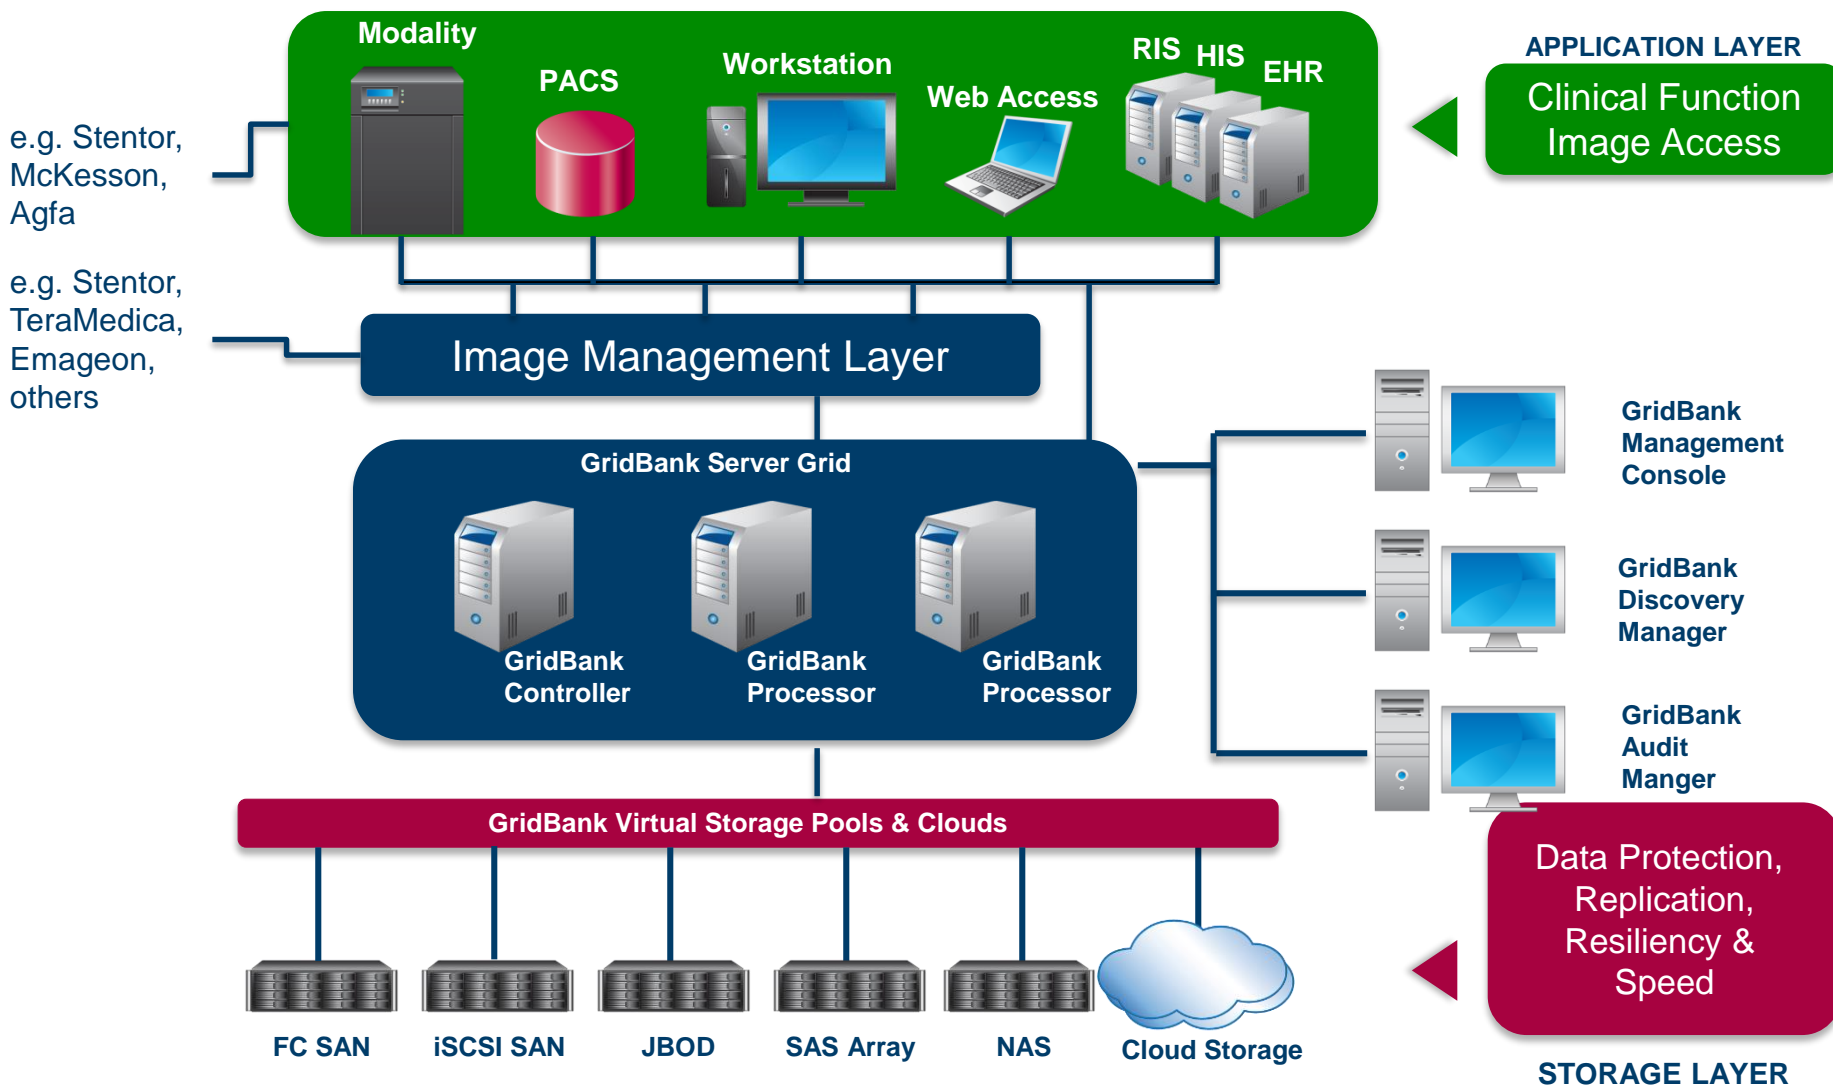 Modality
PACS
Workstation
Web Access
RIS
HIS
EHR
APPLICATION LAYER
Clinical Function
Image Access
e.g. Stentor,
McKesson,
Agfa
e.g. Stentor,
TeraMedica,
Emageon,
others
Image Management Layer
GridBank Server Grid
GridBank
Controller
GridBank
Processor
GridBank
Processor
GridBank
Management
Console
GridBank
Discovery
Manager
GridBank
Audit
Manger
GridBank Virtual Storage Pools & Clouds
FC SAN
iSCSI SAN
JBOD
SAS Array
NAS
Cloud Storage
Data Protection,
Replication,
Resiliency &
Speed
STORAGE LAYER